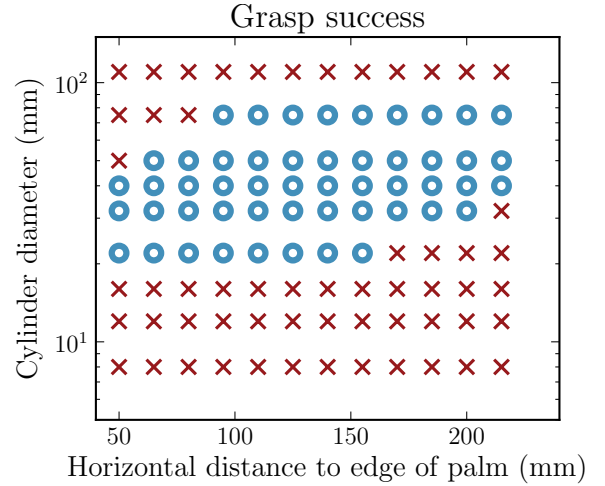 Grasp success
Cylinder diameter (mm)
10²
10¹
50 100 150 200
Horizontal distance to edge of palm (mm)